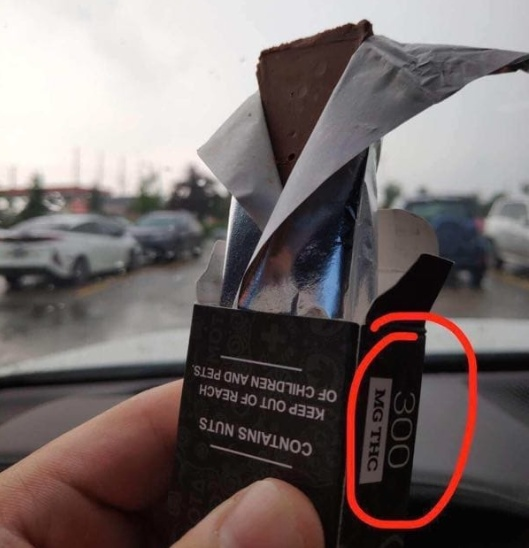 CONTAINS NUTS
KEEP OUT OF REACH
OF CHILDREN AND PETS.
300
MG THC